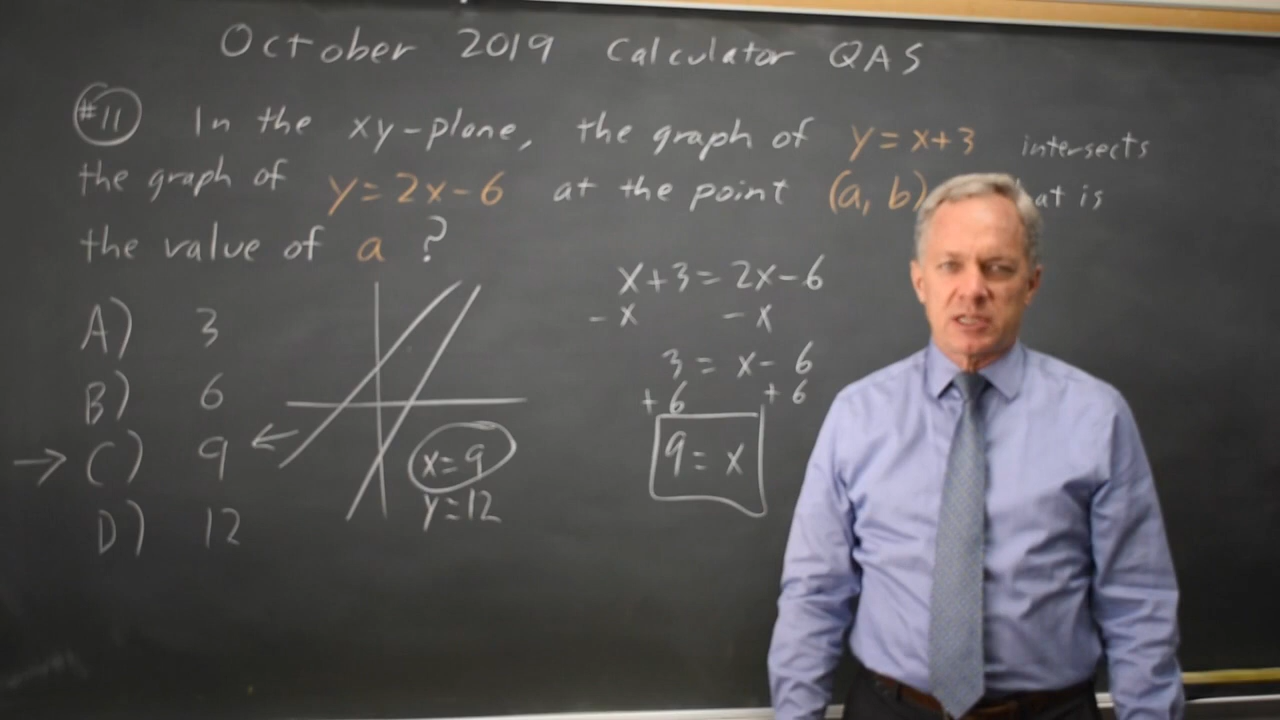 October 2019 Calculator QAS
#11 In the xy-plane, the graph of y=x+3 intersects
the graph of y=2x-6 at the point (a, b) hat is
the value of a ?
A) 3
B) 6
→ C) 9 ←
D) 12
x=9
y=12
x+3=2x-6
-x -x
3 = x-6
+6 +6
9=x